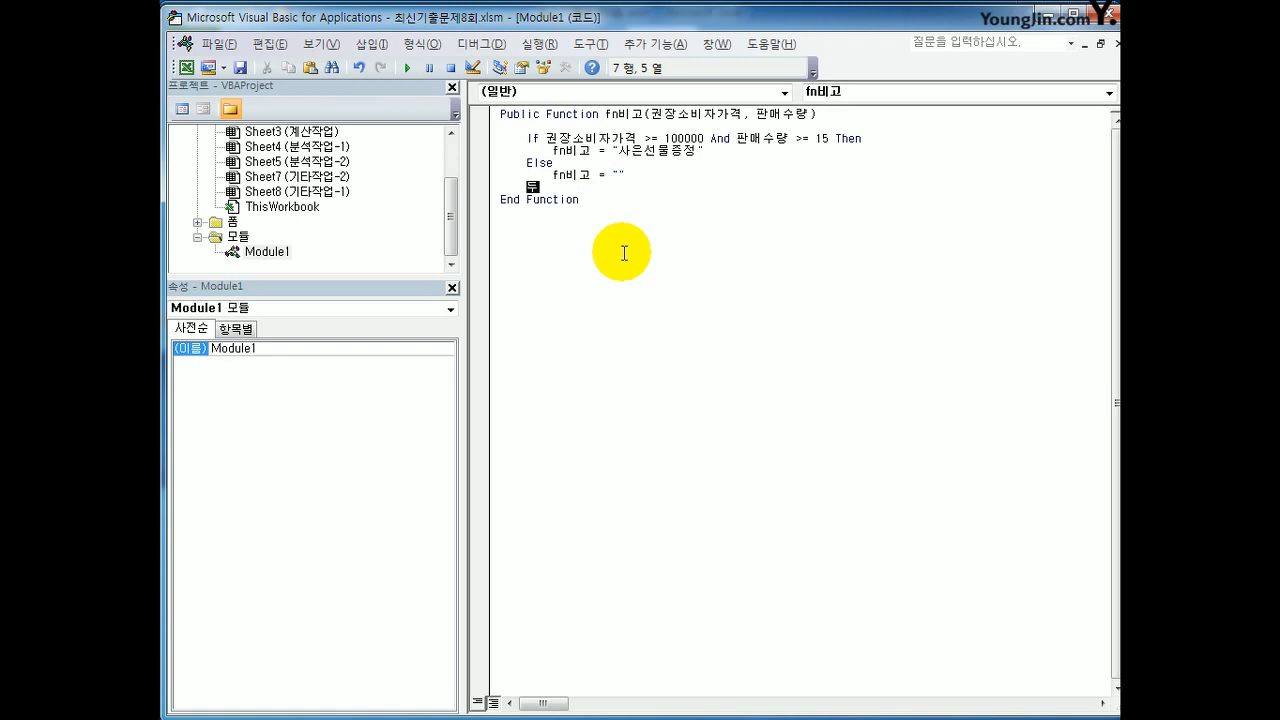 Microsoft Visual Basic for Applications - 최신기출문제8회.xlsm - [Module1 (코드)]
YoungJin.com Y.
파일(F) 편집(E) 보기(V) 삽입(I) 형식(O) 디버그(D) 실행(R) 도구(T) 추가 기능(A) 창(W) 도움말(H) 질문을 입력하십시오.
7 행, 5 열
프로젝트 - VBAProject
(일반) fn비고
Sheet3 (계산작업)
Sheet4 (분석작업-1)
Sheet5 (분석작업-2)
Sheet7 (기타작업-2)
Sheet8 (기타작업-1)
ThisWorkbook
폼
모듈
Module1
Public Function fn비고(권장소비자가격, 판매수량)
If 권장소비자가격 >= 100000 And 판매수량 >= 15 Then
fn비고 = "사은선물증정"
Else
fn비고 = ""
두
End Function
속성 - Module1
Module1 모듈
사전순 항목별
(이름) Module1